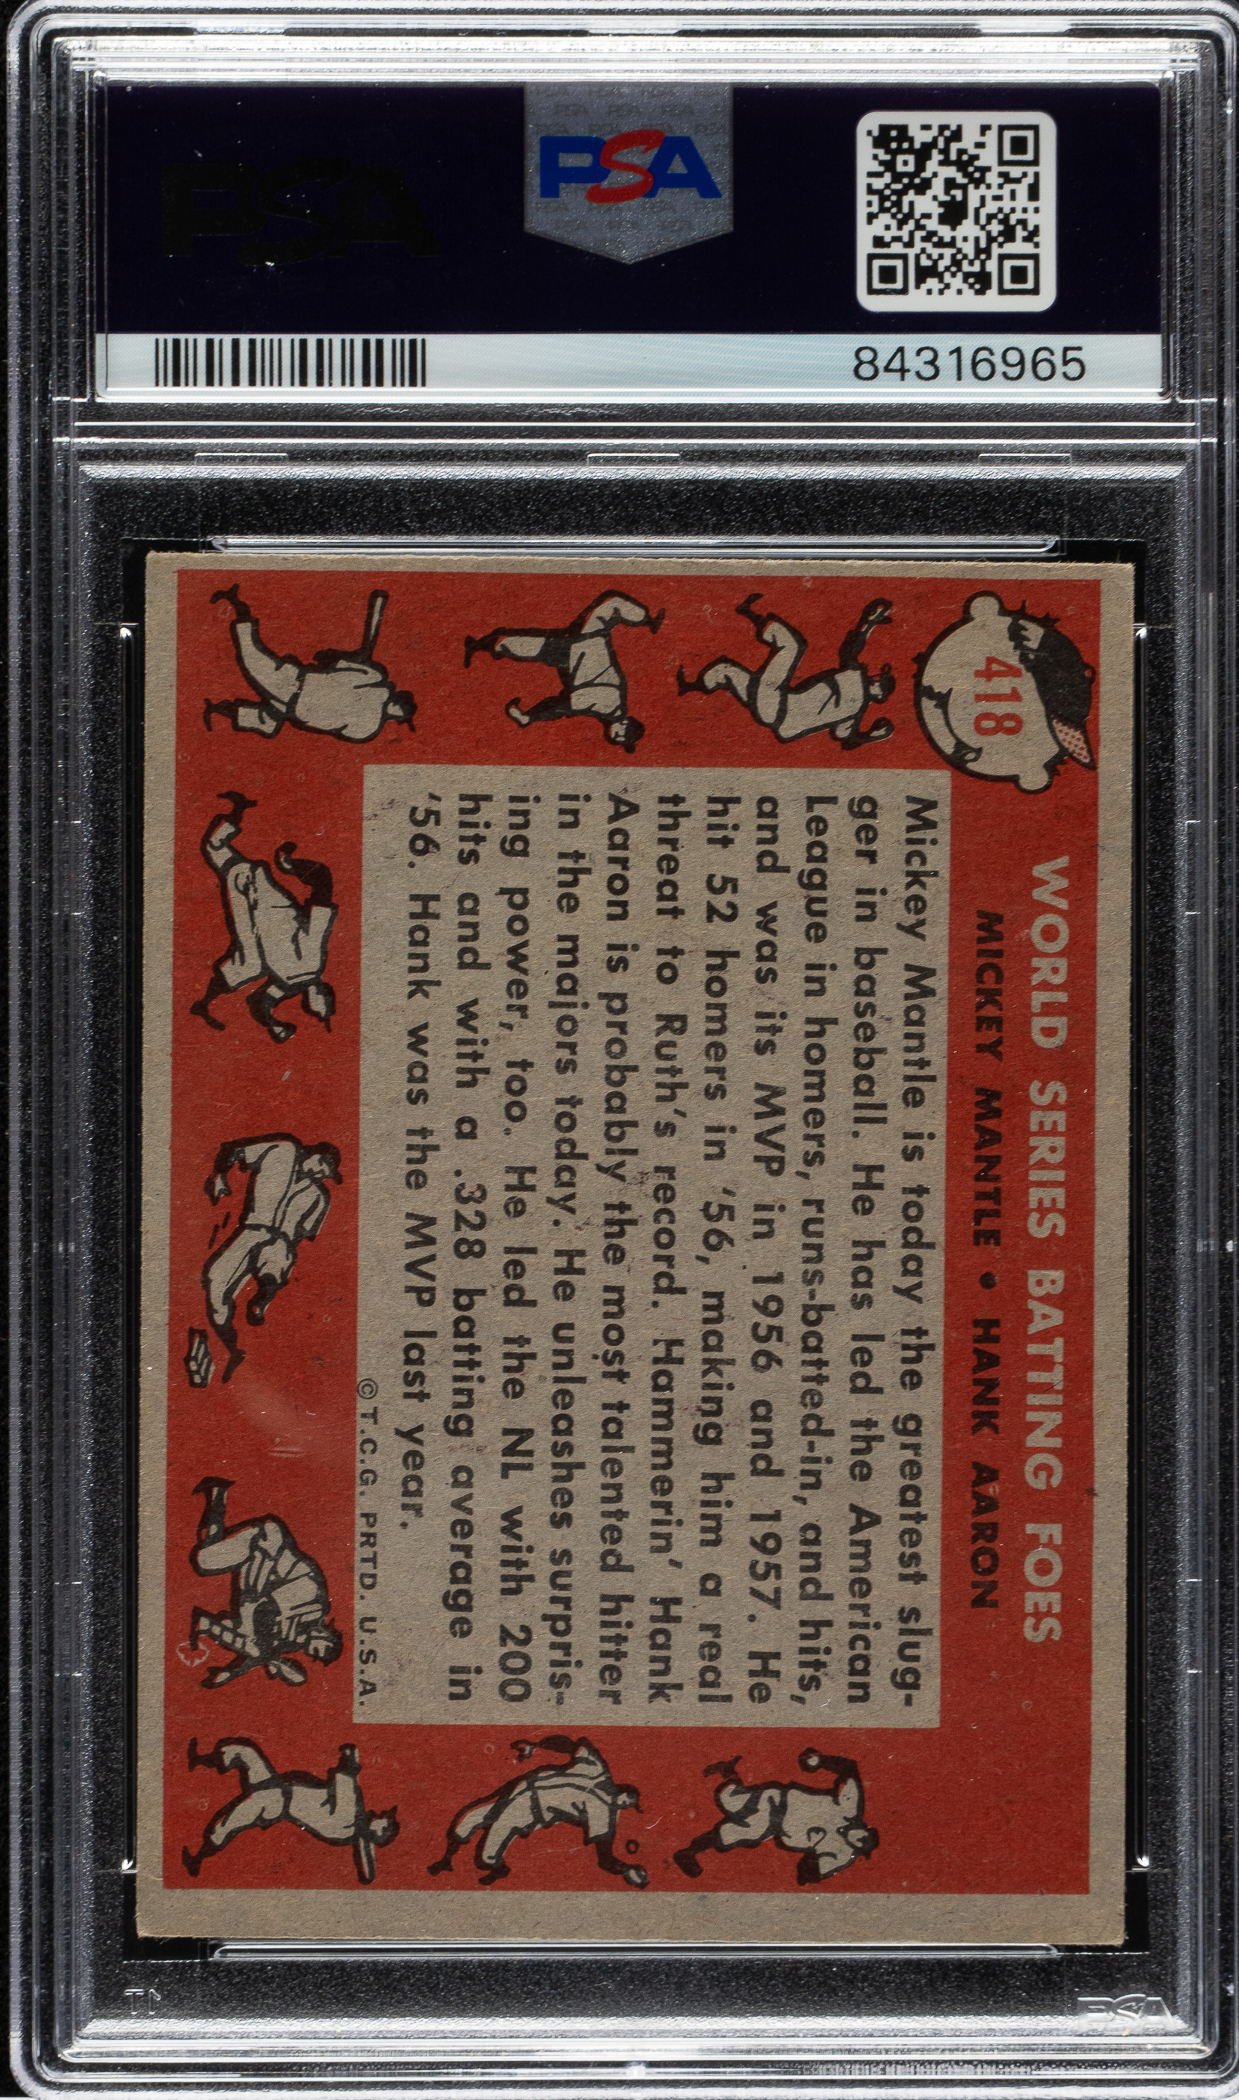 PSA
PSA
84316965
418
WORLD SERIES BATTING FOES
MICKEY MANTLE • HANK AARON
Mickey Mantle is today the greatest slug-
ger in baseball. He has led the American
League in homers, runs-batted-in, and hits,
and was its MVP in 1956 and 1957. He
hit 52 homers in '56, making him a real
threat to Ruth's record. Hammerin' Hank
Aaron is probably the most talented hitter
in the majors today. He unleashes surpris-
ing power, too. He led the NL with 200
hits and with a .328 batting average in
'56. Hank was the MVP last year.
© T.C.G. PRTD. U.S.A.
PSA